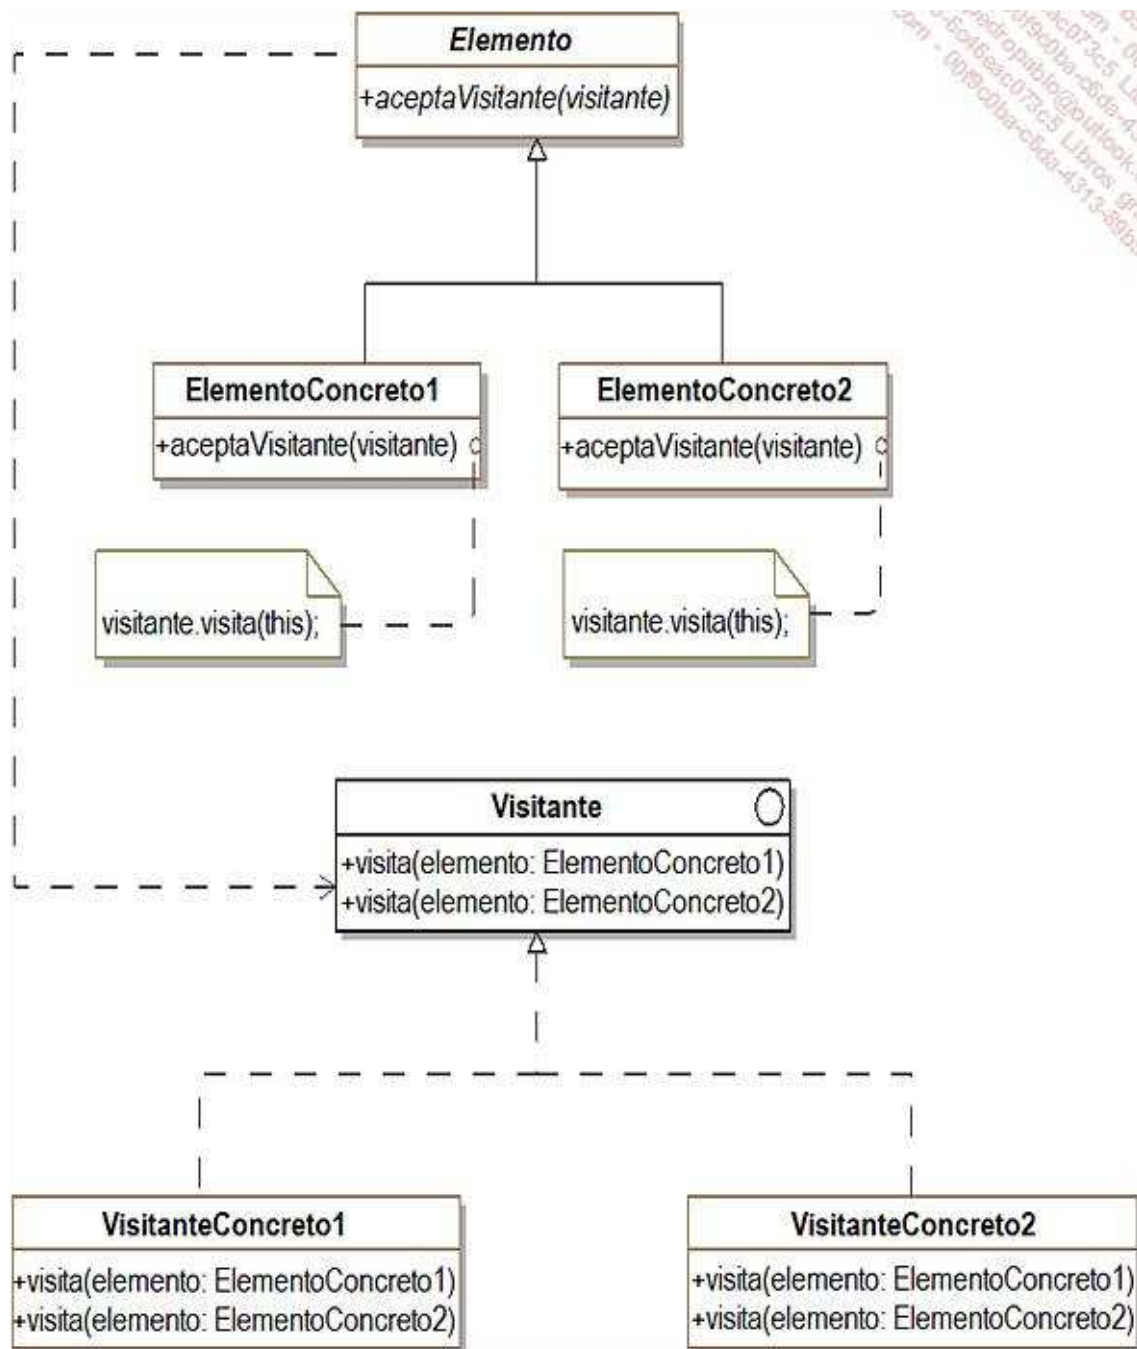 Elemento
+aceptaVisitante(visitante)
ElementoConcreto1
+aceptaVisitante(visitante)
ElementoConcreto2
+aceptaVisitante(visitante)
visitante.visita(this);
visitante.visita(this);
Visitante
+visita(elemento: ElementoConcreto1)
+visita(elemento: ElementoConcreto2)
VisitanteConcreto1
+visita(elemento: ElementoConcreto1)
+visita(elemento: ElementoConcreto2)
VisitanteConcreto2
+visita(elemento: ElementoConcreto1)
+visita(elemento: ElementoConcreto2)